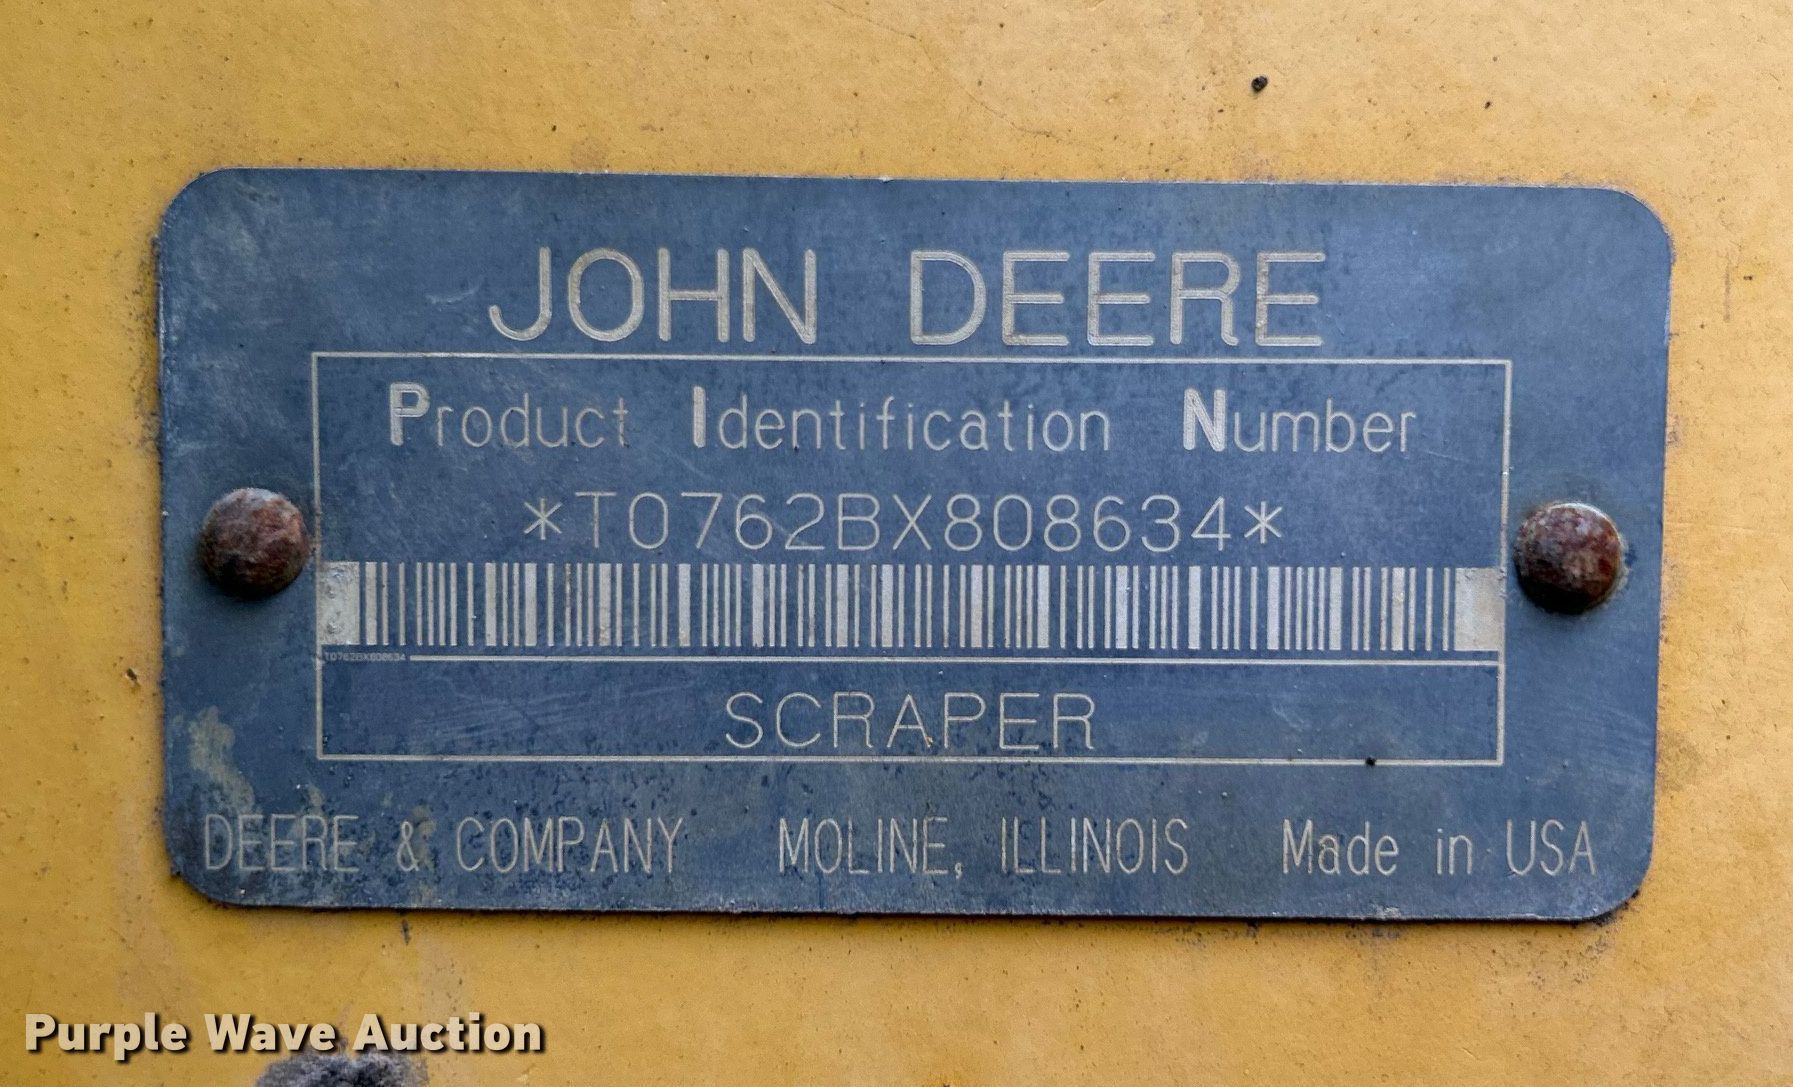 JOHN DEERE
Product Identification Number
*T0762BX808634*
T0762BX808634
SCRAPER
DEERE & COMPANY MOLINE, ILLINOIS Made in USA
Purple Wave Auction